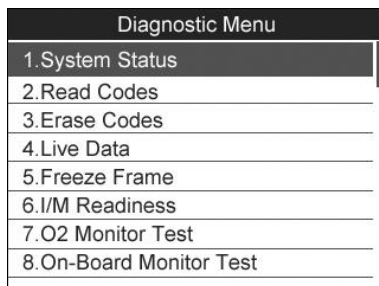 Diagnostic Menu
1.System Status
2.Read Codes
3.Erase Codes
4.Live Data
5.Freeze Frame
6.I/M Readiness
7.O2 Monitor Test
8.On-Board Monitor Test